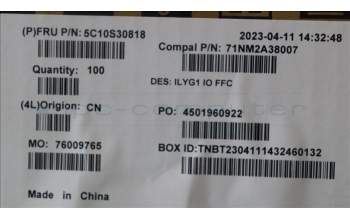 (P)FRU P/N: 5C10S30818
2023-04-11 14:32:48
Compal P/N: 71NM2A38007
Quantity: 100
DES: ILYG1 IO FFC
(4L)Origion: CN
PO: 4501960922
MO: 76009765
BOX ID:TNBT2304111432460132
Made in China